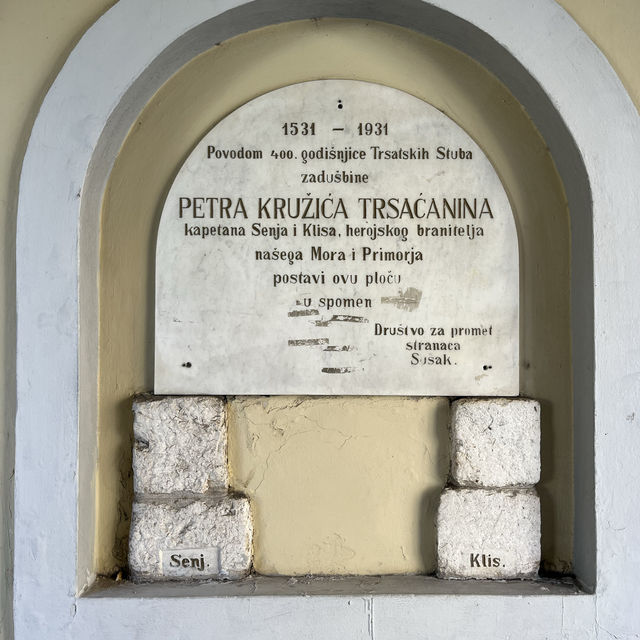 1531 – 1931
Povodom 400. godišnjice Trsatskih Stuba
zadužbine
PETRA KRUŽIĆA TRSAĆANINA
kapetana Senja i Klisa, herojskog branitelja
našega Mora i Primorja
postavi ovu ploču
u spomen
Društvo za promet
stranaca
Sušak.
Senj.
Klis.